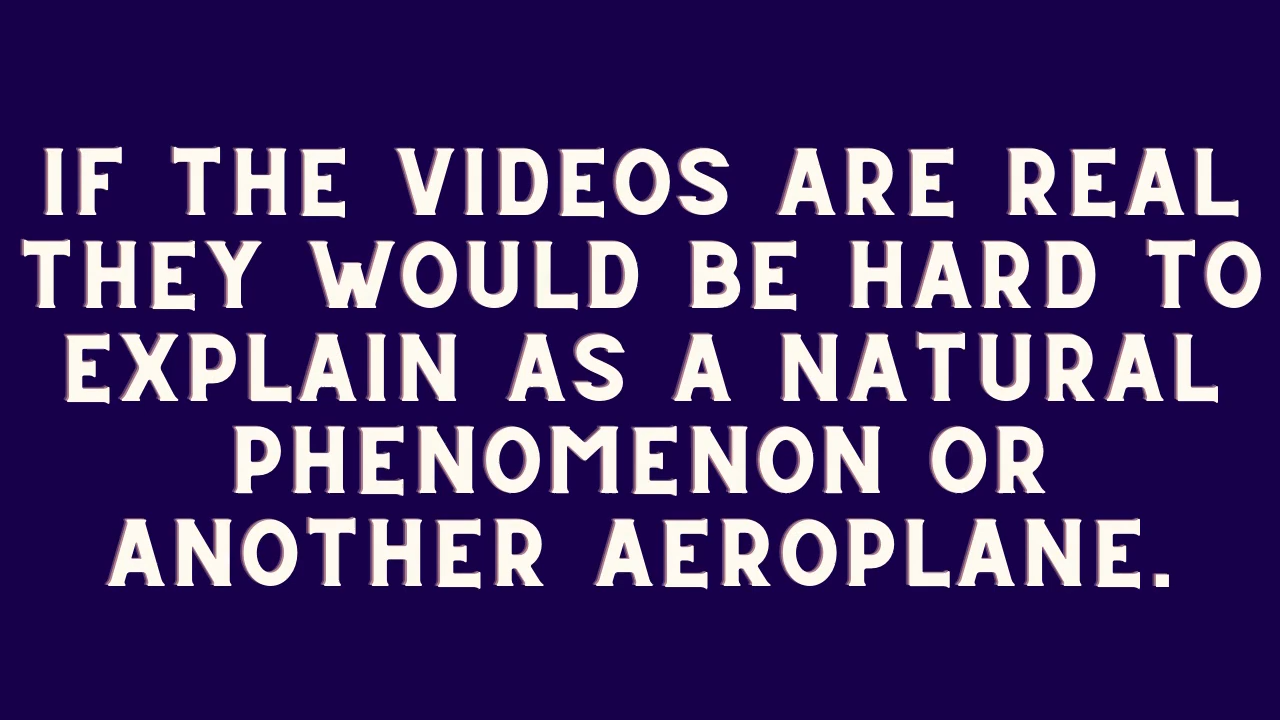 IF THE VIDEOS ARE REAL
THEY WOULD BE HARD TO
EXPLAIN AS A NATURAL
PHENOMENON OR
ANOTHER AEROPLANE.